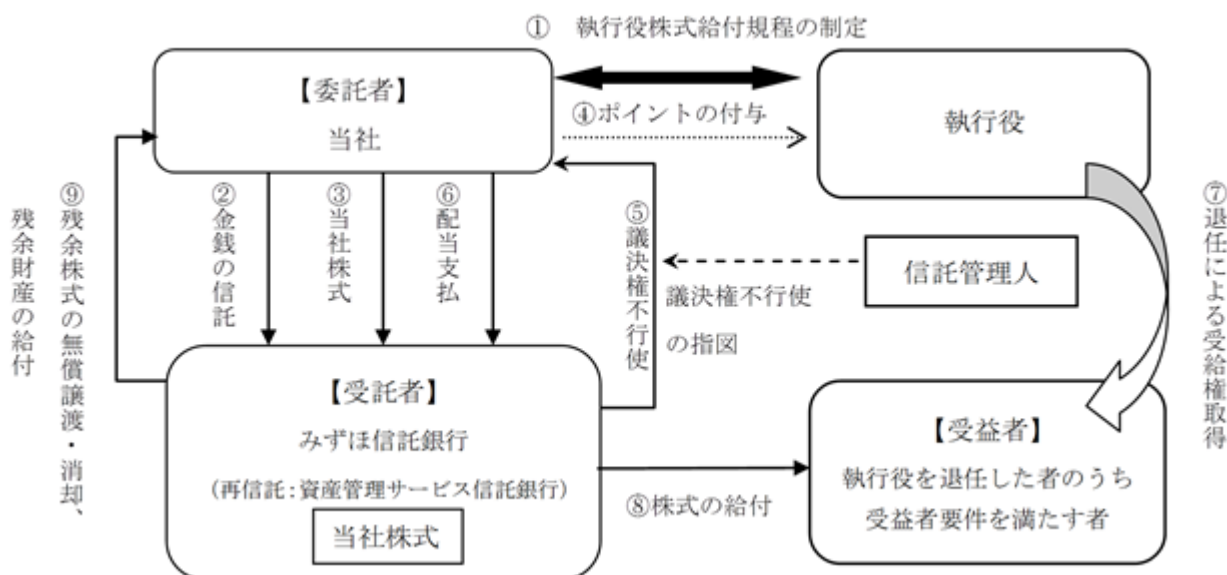 ① 執行役株式給付規程の制定
【委託者】
当社
④ポイントの付与
執行役
②金銭の信託
③当社株式
⑥配当支払
⑤議決権不行使
信託管理人
議決権不行使
の指図
⑦退任による受給権取得
⑨残余株式の無償譲渡・消却、
残余財産の給付
【受託者】
みずほ信託銀行
(再信託:資産管理サービス信託銀行)
当社株式
⑧株式の給付
【受益者】
執行役を退任した者のうち
受益者要件を満たす者